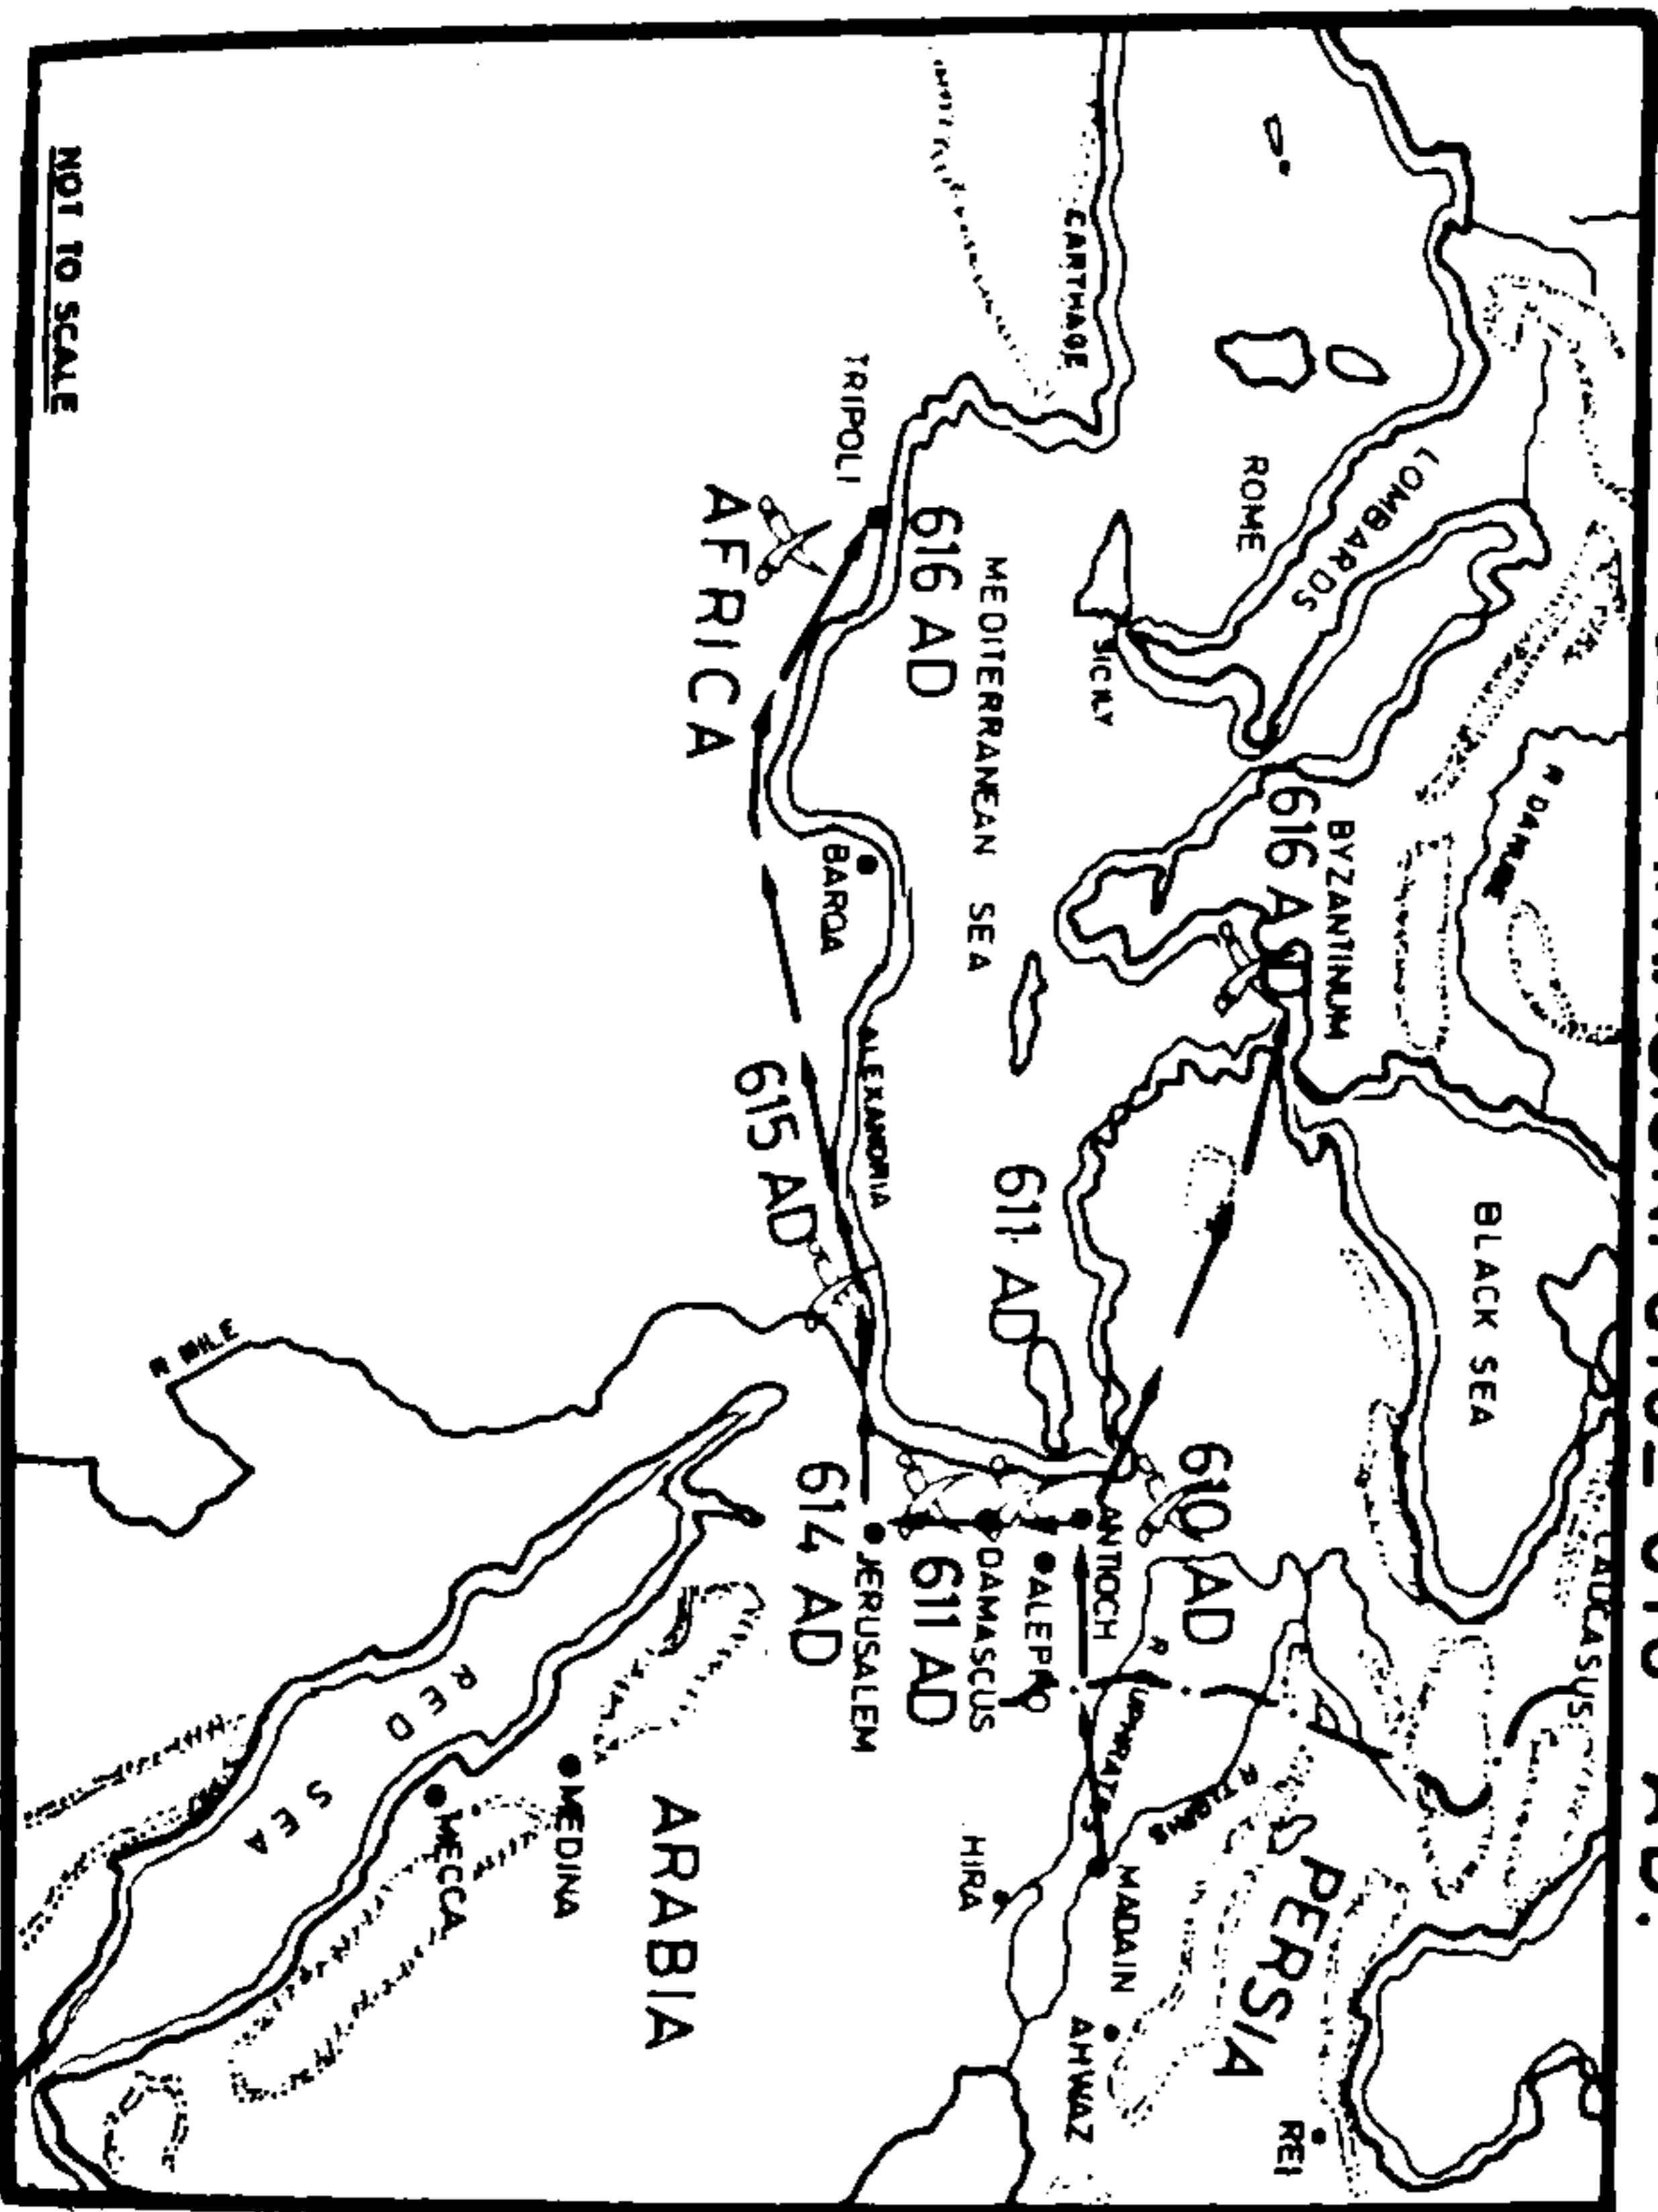 BLACK SEA
CAUCASUS
R
LOMBARDS
ROME
BYZANTINUM
616 AD
PERSIA
REI
610 AD
SICILY
CARTHAGE
ANTIOCH
R
R TIGRIS
MADAIN
AHWAZ
611 AD
ALEPPO
MEDITERRANEAN SEA
DAMASCUS
HIRA
611 AD
616 AD
TRIPOLI
BARQA
ALEXANDRIA
JERUSALEM
615 AD
614 AD
AFRICA
ARABIA
MEDINA
MECCA
RED
SEA
R NILE
NOT TO SCALE